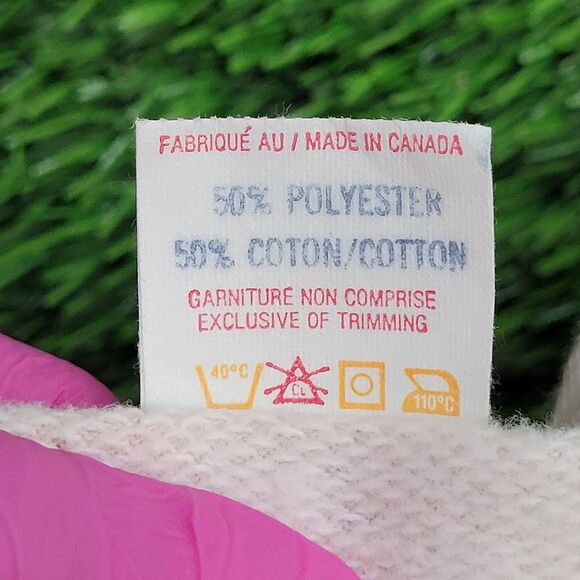 FABRIQUÉ AU / MADE IN CANADA
50% POLYESTER
50% COTON/COTTON
GARNITURE NON COMPRISE
EXCLUSIVE OF TRIMMING
40°C CL 110°C